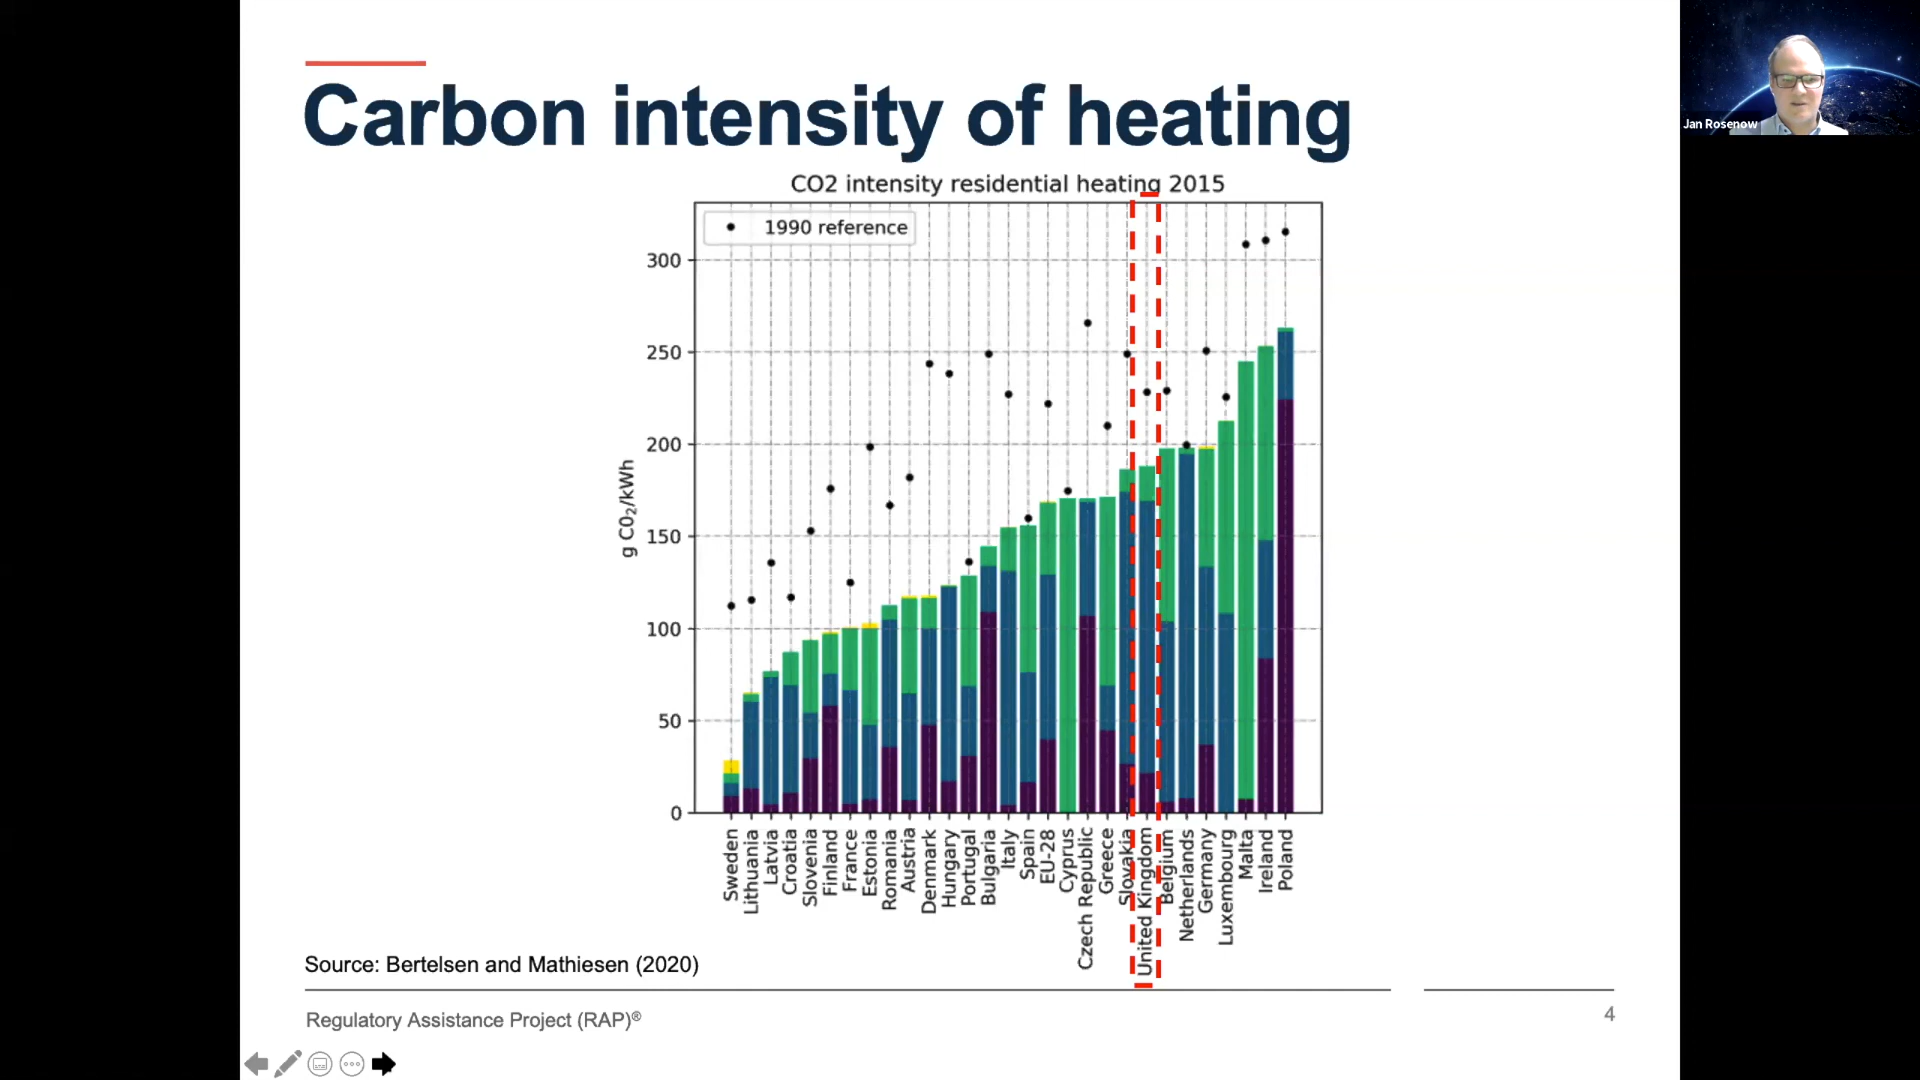 Carbon intensity of heating
CO2 intensity residential heating 2015
1990 reference
300
250
200
150
100
50
0
g CO₂/kWh
Sweden
Lithuania
Latvia
Croatia
Slovenia
Finland
France
Estonia
Romania
Austria
Denmark
Hungary
Portugal
Bulgaria
Italy
Spain
EU-28
Cyprus
Czech Republic
Greece
Slovakia
United Kingdom
Belgium
Netherlands
Germany
Luxembourg
Malta
Ireland
Poland
Source: Bertelsen and Mathiesen (2020)
Regulatory Assistance Project (RAP)®
4
Jan Rosenow